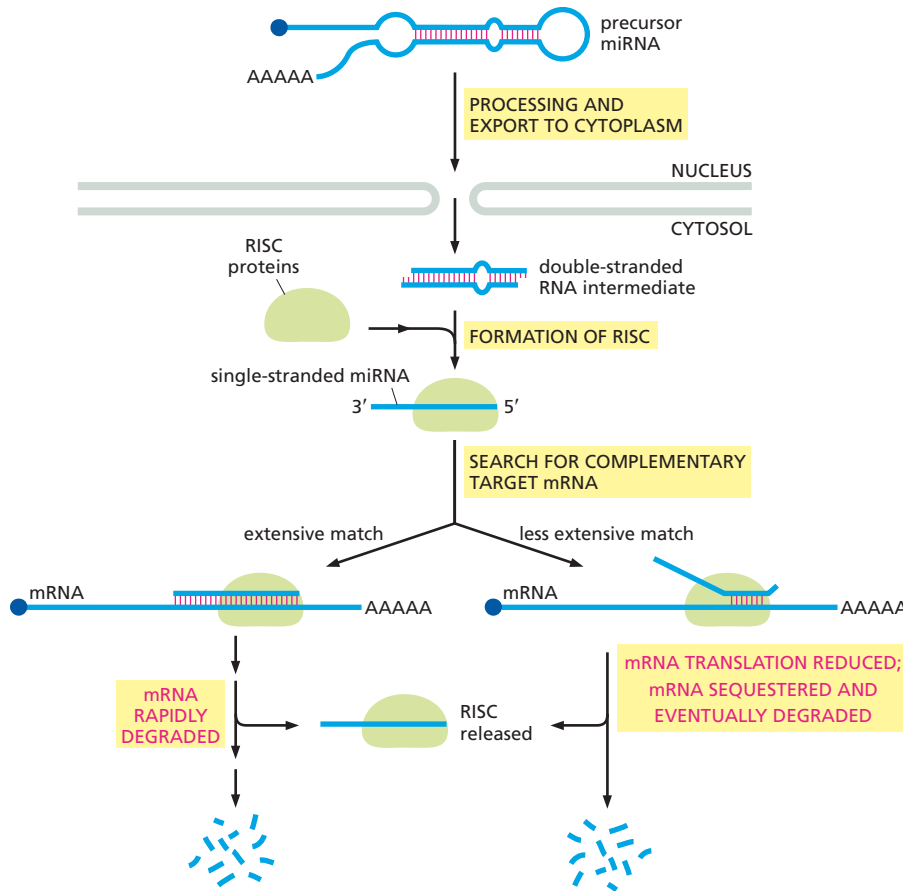 precursor
miRNA
AAAAA
PROCESSING AND
EXPORT TO CYTOPLASM
NUCLEUS
CYTOSOL
RISC
proteins
double-stranded
RNA intermediate
FORMATION OF RISC
single-stranded miRNA
3′ 5′
SEARCH FOR COMPLEMENTARY
TARGET mRNA
extensive match
less extensive match
mRNA
AAAAA
mRNA
AAAAA
mRNA
RAPIDLY
DEGRADED
RISC
released
mRNA TRANSLATION REDUCED;
mRNA SEQUESTERED AND
EVENTUALLY DEGRADED